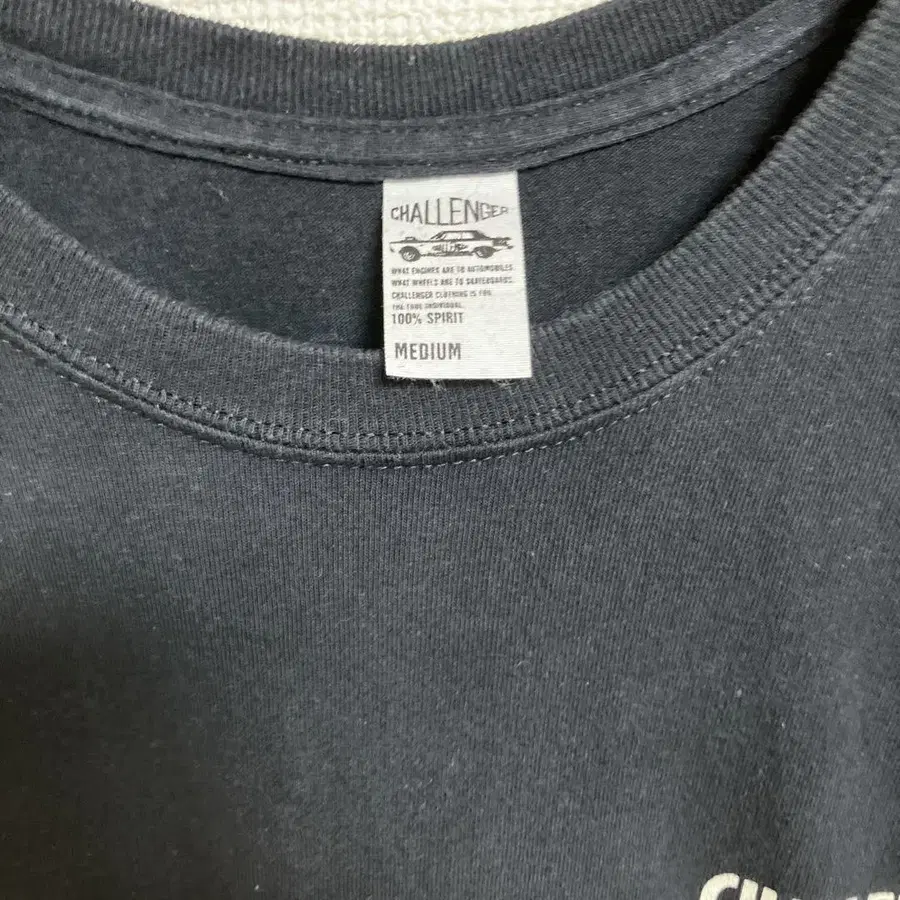 CHALLENGER
WHAT ENGINES ARE TO AUTOMOBILES.
WHAT WHEELS ARE TO SKATEBOARDS.
CHALLENGER CLOTHING IS FOR
THE TRUE INDIVIDUAL.
100% SPIRIT
MEDIUM